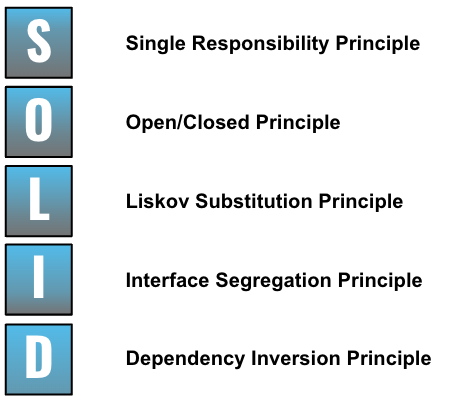 S Single Responsibility Principle
O Open/Closed Principle
L Liskov Substitution Principle
I Interface Segregation Principle
D Dependency Inversion Principle